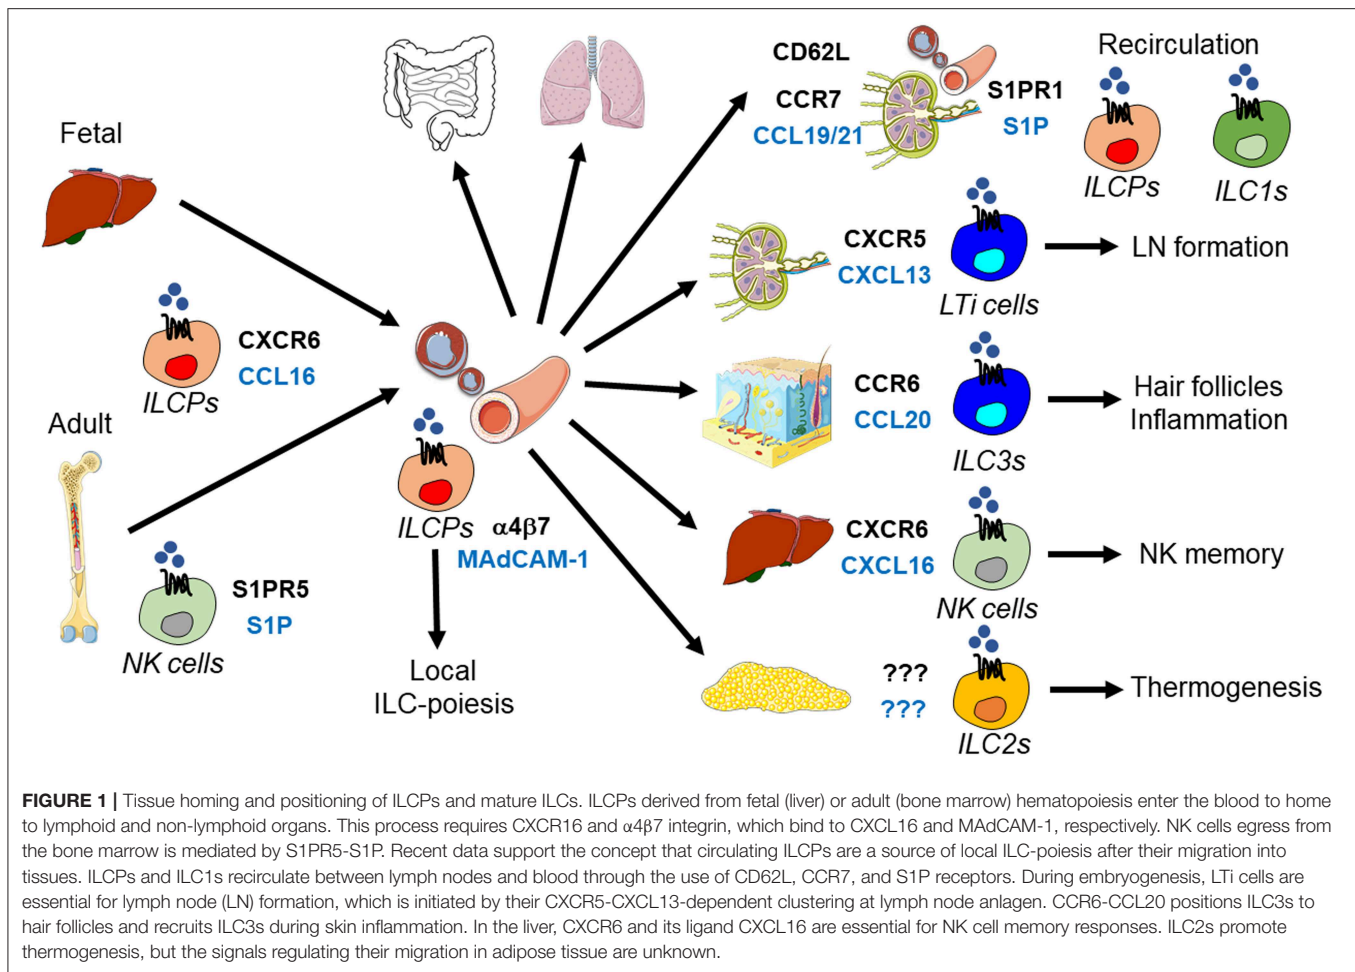 Fetal
CXCR6
CCL16
ILCPs
Adult
S1PR5
S1P
NK cells
ILCPs
α4β7
MAdCAM-1
Local
ILC-poiesis
CD62L
CCR7
CCL19/21
S1PR1
S1P
Recirculation
ILCPs
ILC1s
CXCR5
CXCL13
LTi cells
LN formation
CCR6
CCL20
ILC3s
Hair follicles
Inflammation
CXCR6
CXCL16
NK cells
NK memory
???
???
ILC2s
Thermogenesis
FIGURE 1 | Tissue homing and positioning of ILCPs and mature ILCs. ILCPs derived from fetal (liver) or adult (bone marrow) hematopoiesis enter the blood to home
to lymphoid and non-lymphoid organs. This process requires CXCR16 and α4β7 integrin, which bind to CXCL16 and MAdCAM-1, respectively. NK cells egress from
the bone marrow is mediated by S1PR5-S1P. Recent data support the concept that circulating ILCPs are a source of local ILC-poiesis after their migration into
tissues. ILCPs and ILC1s recirculate between lymph nodes and blood through the use of CD62L, CCR7, and S1P receptors. During embryogenesis, LTi cells are
essential for lymph node (LN) formation, which is initiated by their CXCR5-CXCL13-dependent clustering at lymph node anlagen. CCR6-CCL20 positions ILC3s to
hair follicles and recruits ILC3s during skin inflammation. In the liver, CXCR6 and its ligand CXCL16 are essential for NK cell memory responses. ILC2s promote
thermogenesis, but the signals regulating their migration in adipose tissue are unknown.